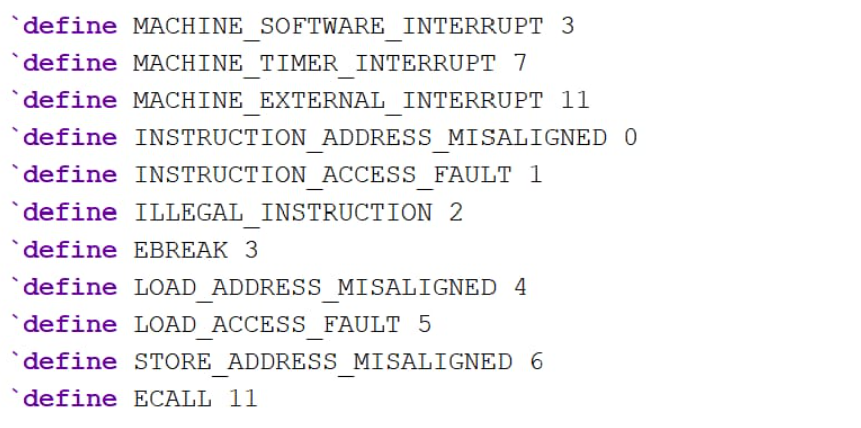 `define MACHINE_SOFTWARE_INTERRUPT 3
`define MACHINE_TIMER_INTERRUPT 7
`define MACHINE_EXTERNAL_INTERRUPT 11
`define INSTRUCTION_ADDRESS_MISALIGNED 0
`define INSTRUCTION_ACCESS_FAULT 1
`define ILLEGAL_INSTRUCTION 2
`define EBREAK 3
`define LOAD_ADDRESS_MISALIGNED 4
`define LOAD_ACCESS_FAULT 5
`define STORE_ADDRESS_MISALIGNED 6
`define ECALL 11